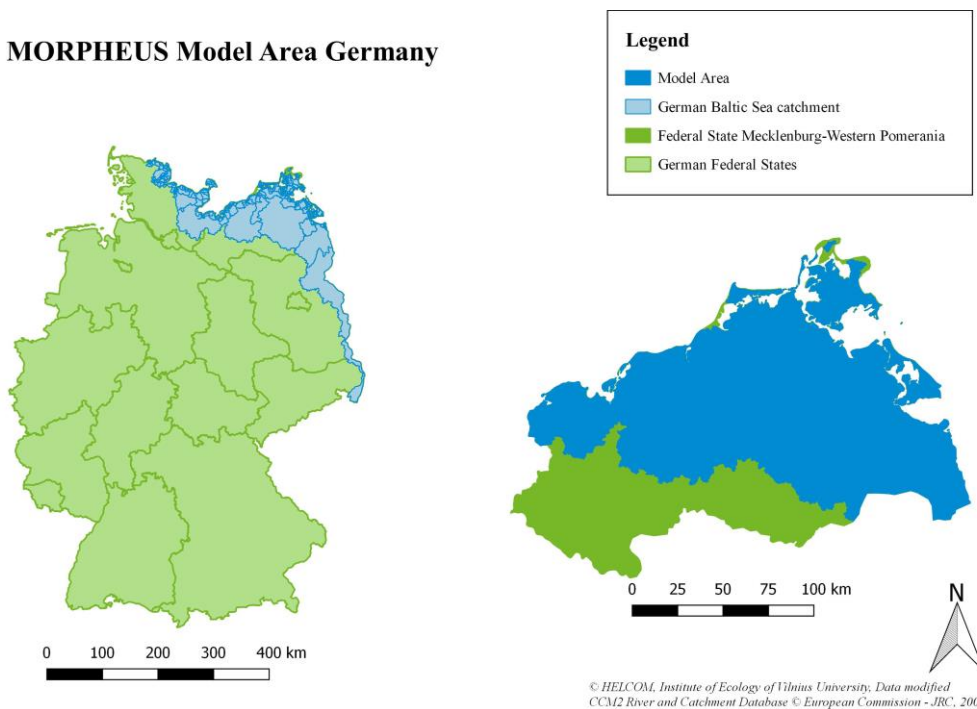 MORPHEUS Model Area Germany
Legend
Model Area
German Baltic Sea catchment
Federal State Mecklenburg-Western Pomerania
German Federal States
0 25 50 75 100 km
0 100 200 300 400 km
N
© HELCOM, Institute of Ecology of Vilnius University, Data modified
CCM2 River and Catchment Database © European Commission - JRC,